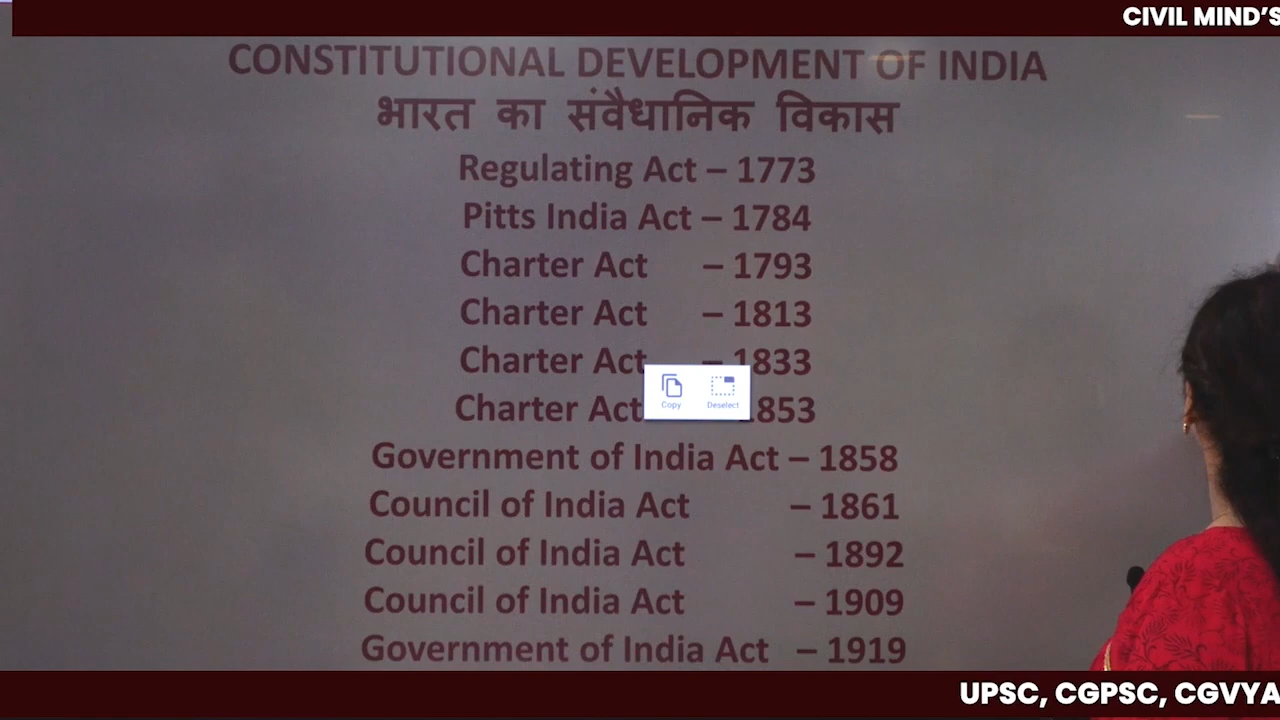 CIVIL MIND'S
CONSTITUTIONAL DEVELOPMENT OF INDIA
भारत का संवैधानिक विकास
Regulating Act – 1773
Pitts India Act – 1784
Charter Act – 1793
Charter Act – 1813
Charter Act – 1833
Charter Act 1853
Copy Deselect
Government of India Act – 1858
Council of India Act – 1861
Council of India Act – 1892
Council of India Act – 1909
Government of India Act – 1919
UPSC, CGPSC, CGVYA